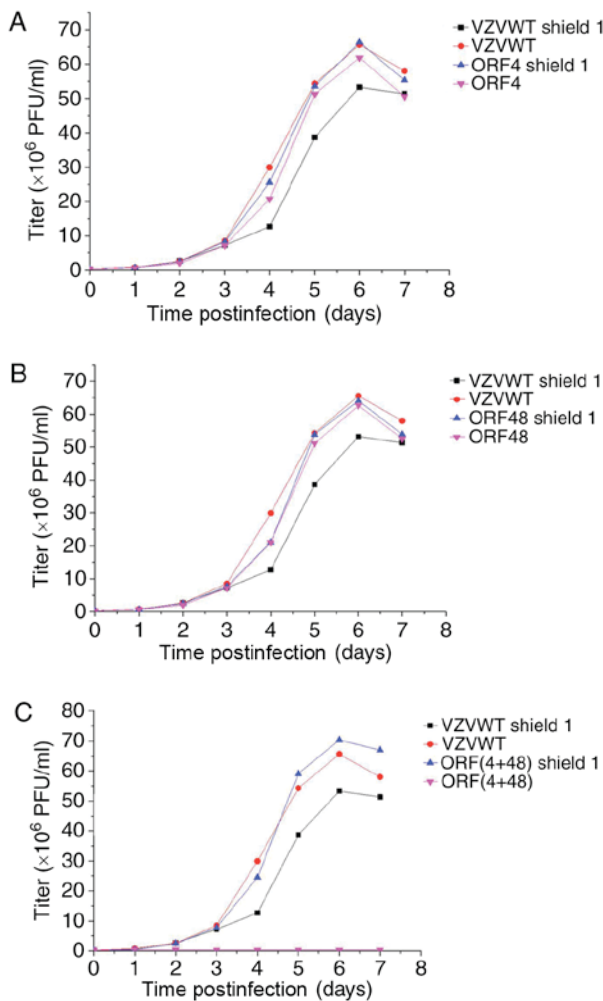 A
Titer (×10⁶ PFU/ml)
70
60
50
40
30
20
10
0
0 1 2 3 4 5 6 7 8
Time postinfection (days)
VZVWT shield 1
VZVWT
ORF4 shield 1
ORF4
B
Titer (×10⁶ PFU/ml)
70
60
50
40
30
20
10
0
0 1 2 3 4 5 6 7 8
Time postinfection (days)
VZVWT shield 1
VZVWT
ORF48 shield 1
ORF48
C
Titer (×10⁶ PFU/ml)
80
70
60
50
40
30
20
10
0
0 1 2 3 4 5 6 7 8
Time postinfection (days)
VZVWT shield 1
VZVWT
ORF(4+48) shield 1
ORF(4+48)